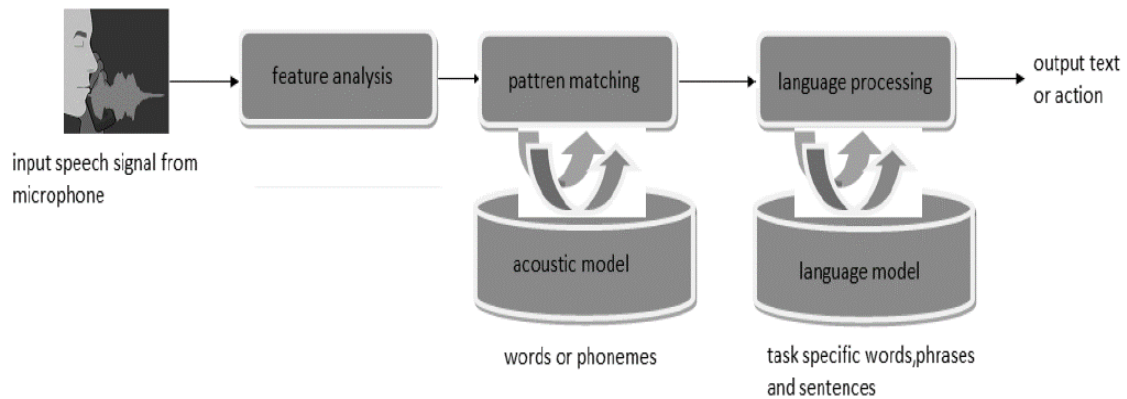 feature analysis
pattren matching
language processing
output text
or action
input speech signal from
microphone
acoustic model
language model
words or phonemes
task specific words,phrases
and sentences